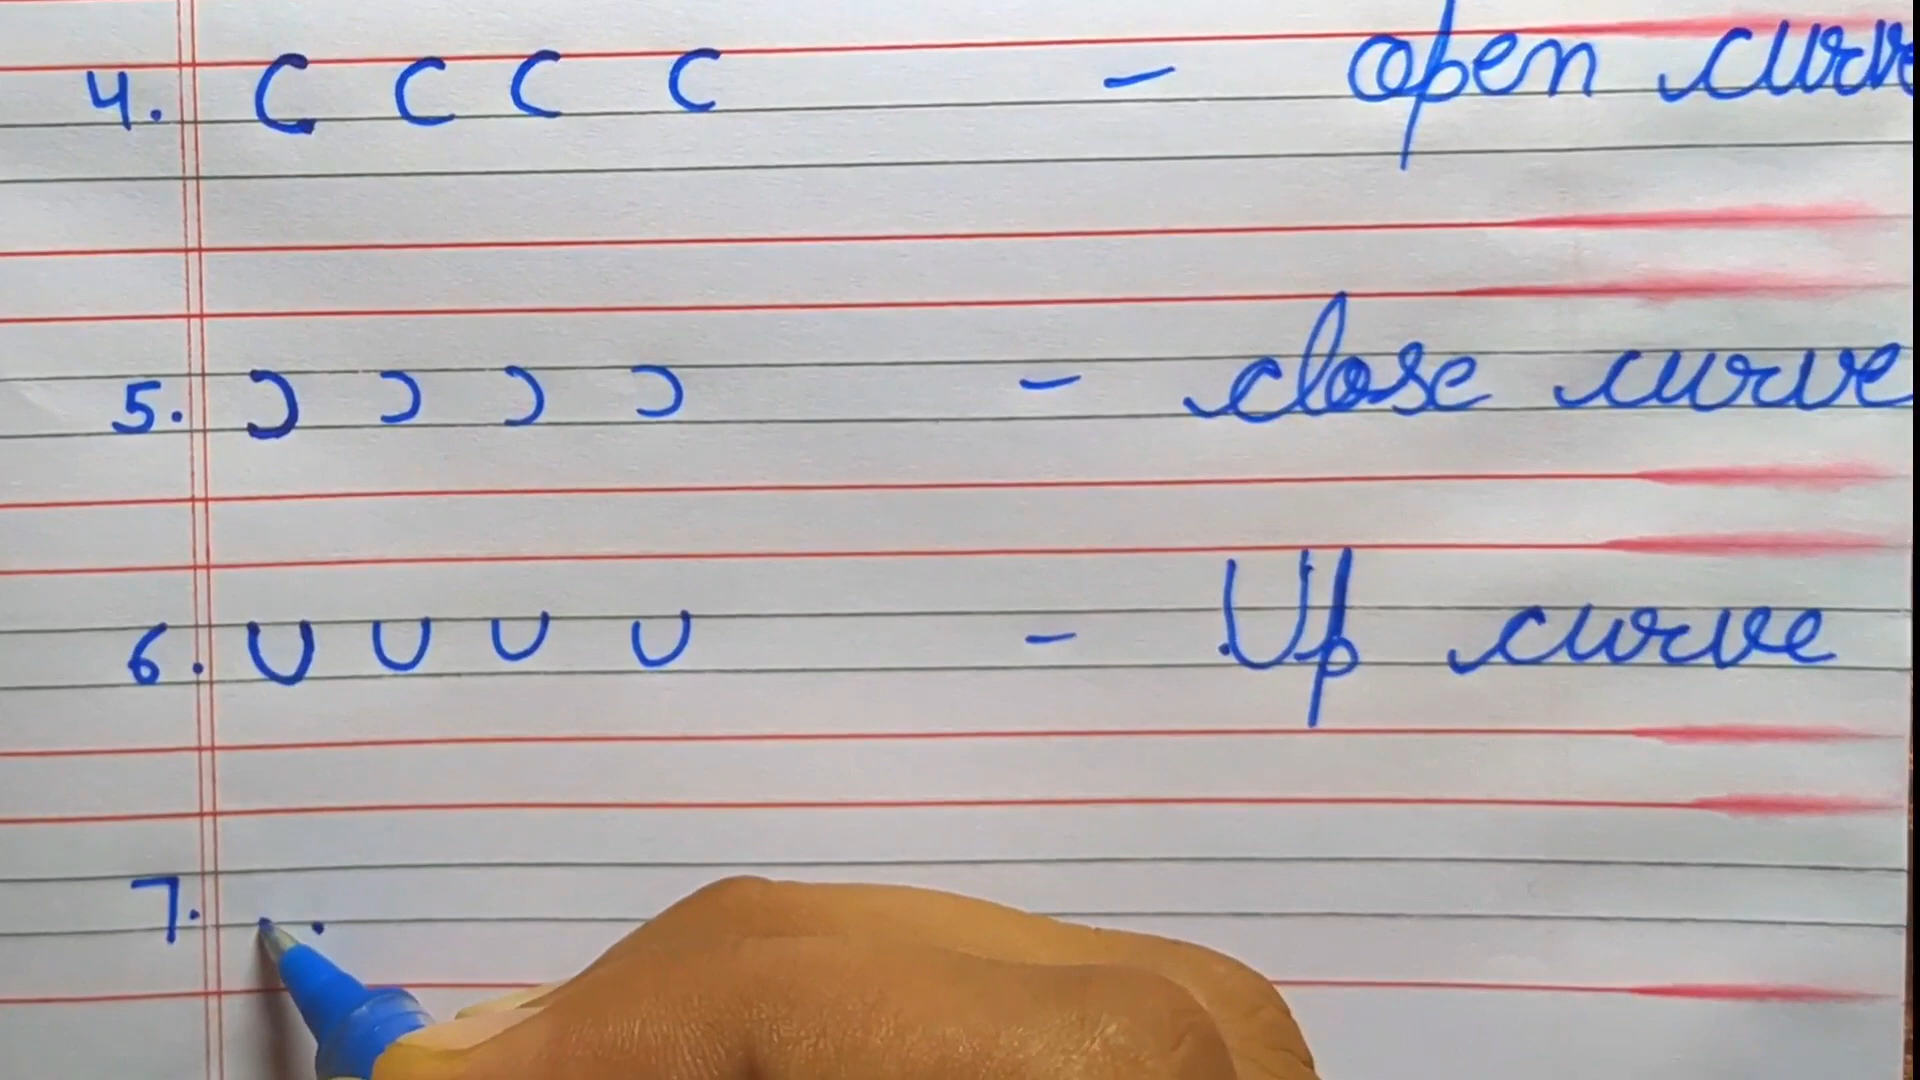 4. C C C C - open curve
5. Ɔ Ɔ Ɔ Ɔ - close curve
6. U U U U - Up curve
7. . .